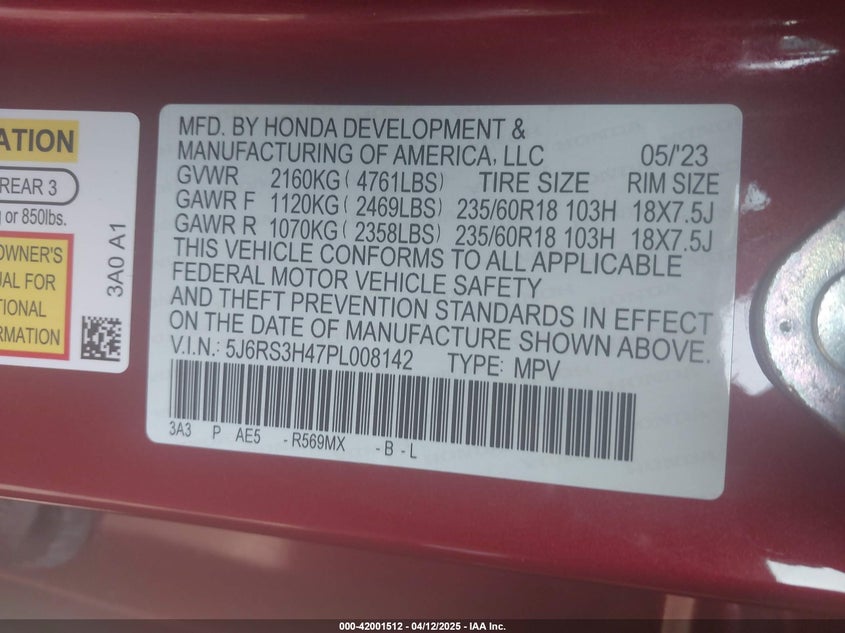 ATION
REAR 3
g or 850lbs.
OWNER'S
UAL FOR
TIONAL
RMATION
3A0 A1
MFD. BY HONDA DEVELOPMENT &
MANUFACTURING OF AMERICA, LLC 05/'23
GVWR 2160KG ( 4761LBS) TIRE SIZE RIM SIZE
GAWR F 1120KG ( 2469LBS) 235/60R18 103H 18X7.5J
GAWR R 1070KG ( 2358LBS) 235/60R18 103H 18X7.5J
THIS VEHICLE CONFORMS TO ALL APPLICABLE
FEDERAL MOTOR VEHICLE SAFETY
AND THEFT PREVENTION STANDARDS IN EFFECT
ON THE DATE OF MANUFACTURE SHOWN ABOVE.
V.I.N.: 5J6RS3H47PL008142 TYPE: MPV
3A3 P AE5 - R569MX - B - L
000-42001512 - 04/12/2025 - IAA Inc.